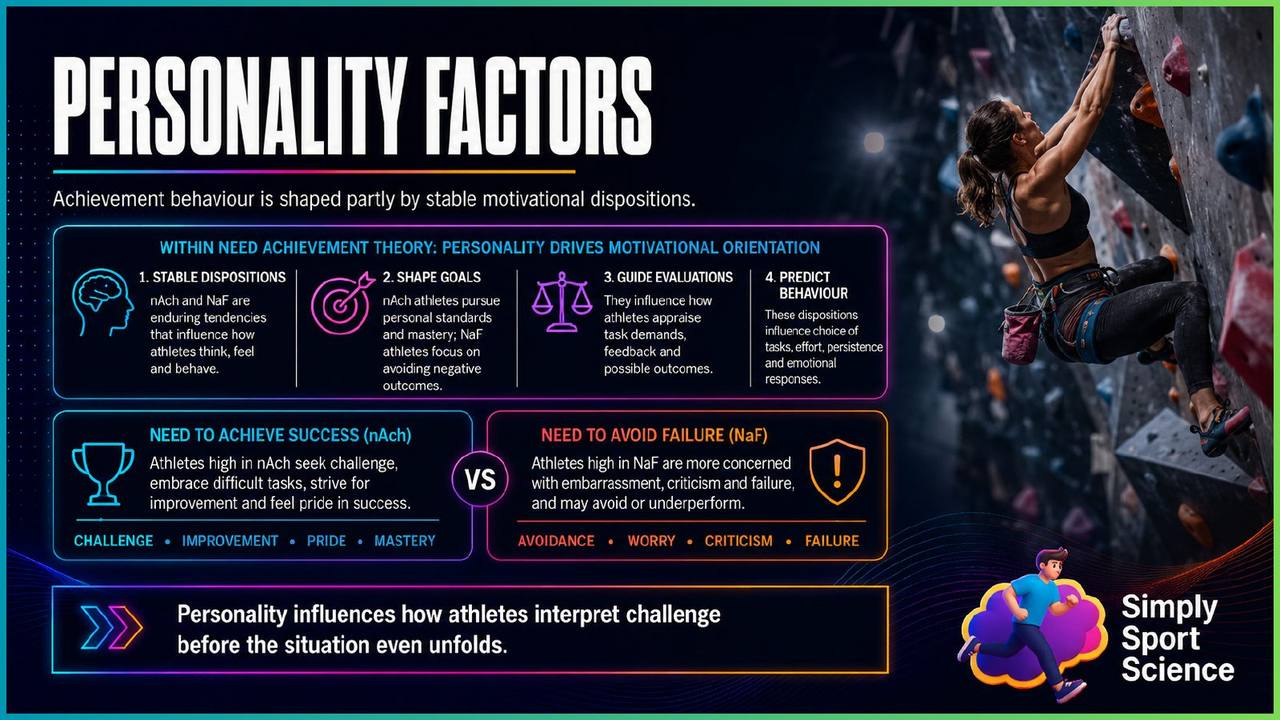 PERSONALITY FACTORS
Achievement behaviour is shaped partly by stable motivational dispositions.
WITHIN NEED ACHIEVEMENT THEORY: PERSONALITY DRIVES MOTIVATIONAL ORIENTATION
1. STABLE DISPOSITIONS
nAch and NaF are
enduring tendencies
that influence how
athletes think, feel
and behave.
2. SHAPE GOALS
nAch athletes pursue
personal standards
and mastery; NaF
athletes focus on
avoiding negative
outcomes.
3. GUIDE EVALUATIONS
They influence how
athletes appraise
task demands,
feedback and
possible outcomes.
4. PREDICT
BEHAVIOUR
These dispositions
influence choice of
tasks, effort, persistence
and emotional
responses.
NEED TO ACHIEVE SUCCESS (nAch)
Athletes high in nAch seek challenge,
embrace difficult tasks, strive for
improvement and feel pride in success.
CHALLENGE • IMPROVEMENT • PRIDE • MASTERY
VS
NEED TO AVOID FAILURE (NaF)
Athletes high in NaF are more concerned
with embarrassment, criticism and failure,
and may avoid or underperform.
AVOIDANCE • WORRY • CRITICISM • FAILURE
Personality influences how athletes interpret challenge
before the situation even unfolds.
Simply
Sport
Science